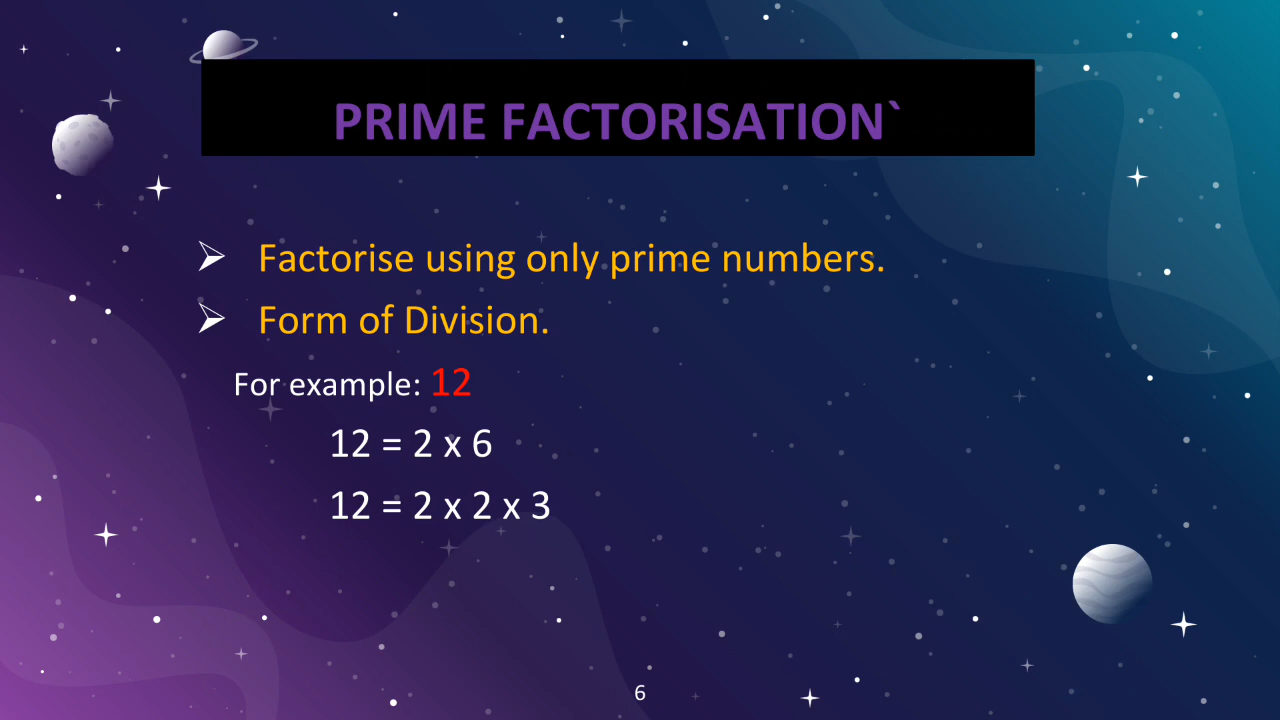 PRIME FACTORISATION`
➢ Factorise using only prime numbers.
➢ Form of Division.
For example: 12
12 = 2 x 6
12 = 2 x 2 x 3
6